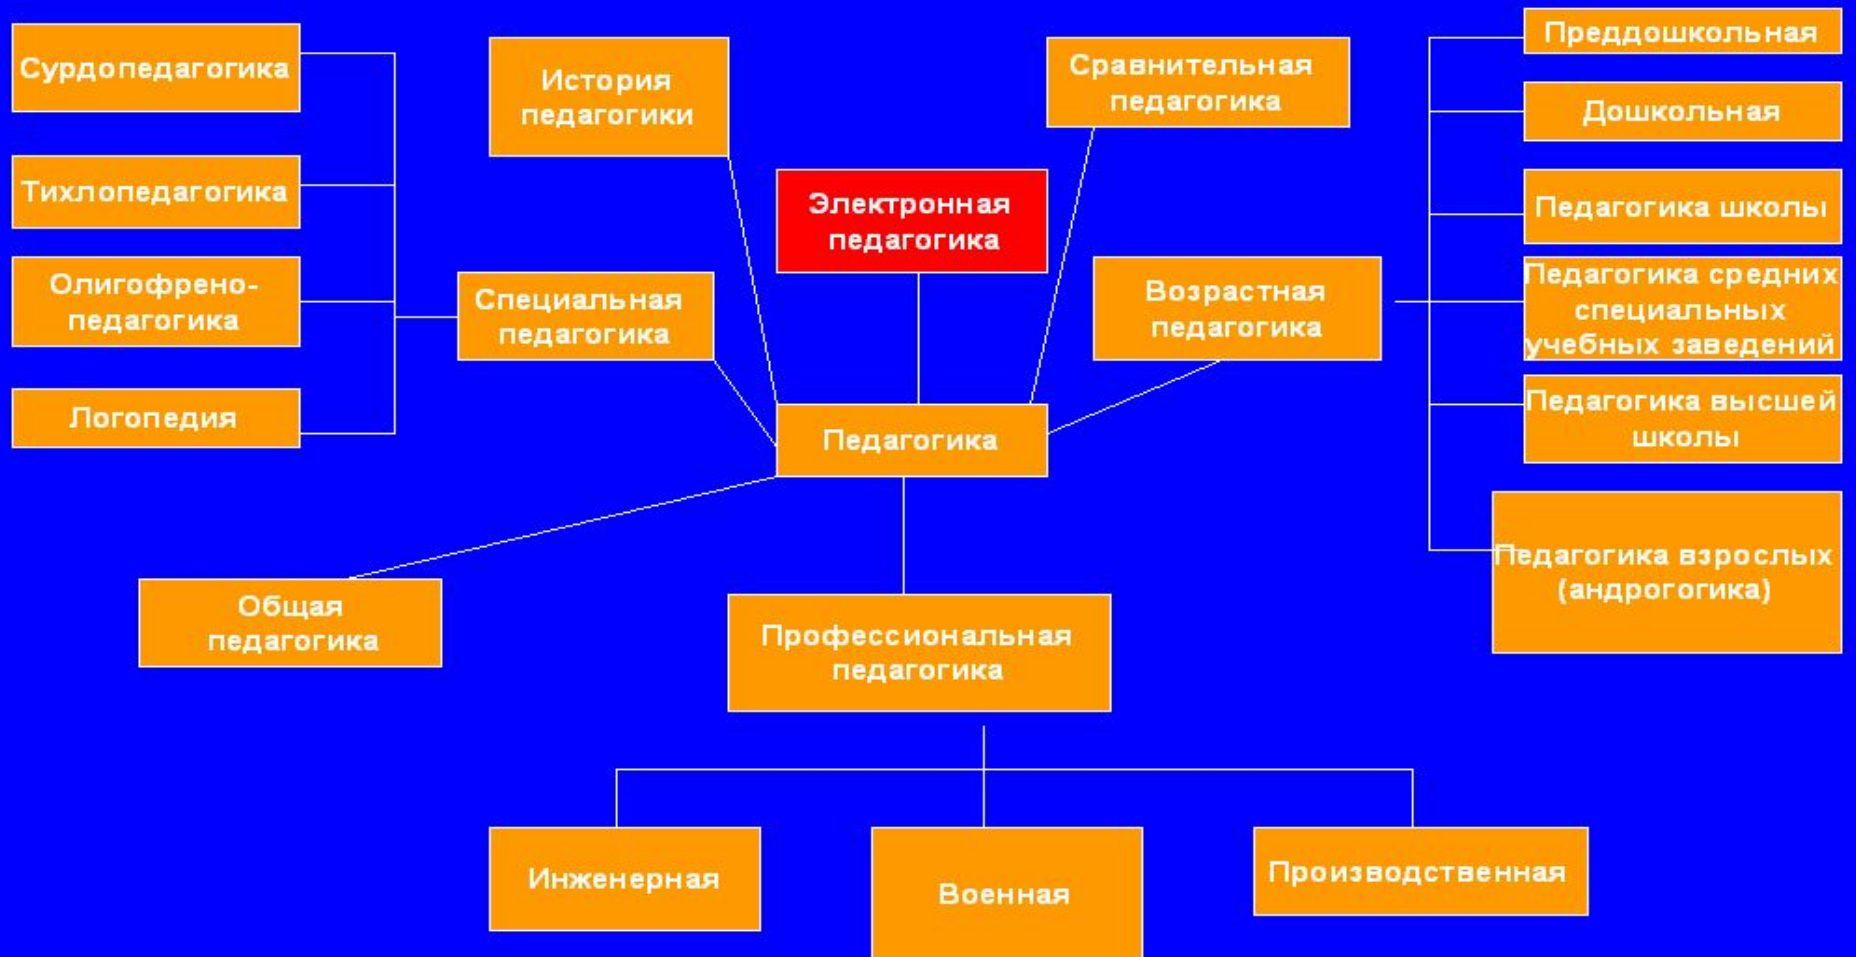 Сурдопедагогика
Тихлопедагогика
Олигофрено-
педагогика
Логопедия
История
педагогики
Специальная
педагогика
Электронная
педагогика
Сравнительная
педагогика
Возрастная
педагогика
Преддошкольная
Дошкольная
Педагогика школы
Педагогика средних
специальных
учебных заведений
Педагогика высшей
школы
Педагогика взрослых
(андрогогика)
Педагогика
Общая
педагогика
Профессиональная
педагогика
Инженерная
Военная
Производственная